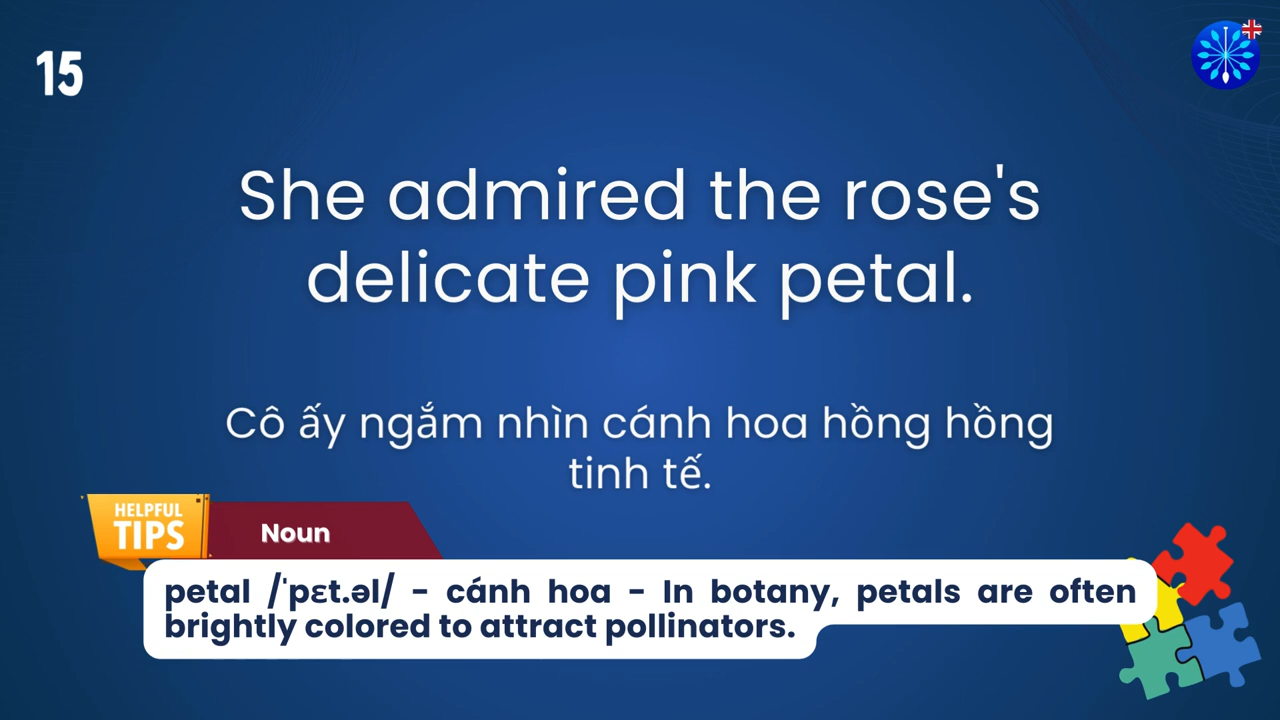 15
She admired the rose's
delicate pink petal.
Cô ấy ngắm nhìn cánh hoa hồng hồng
tinh tế.
HELPFUL
TIPS
Noun
petal /ˈpɛt.əl/ - cánh hoa - In botany, petals are often
brightly colored to attract pollinators.